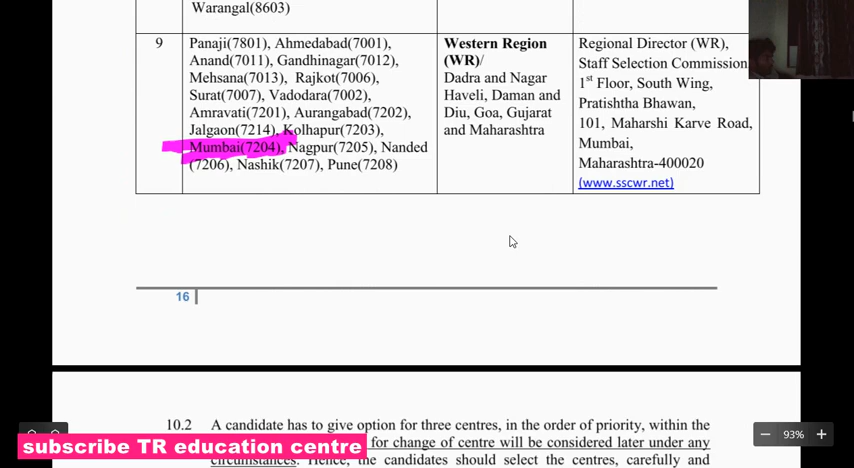 Warangal(8603)
9
Panaji(7801), Ahmedabad(7001),
Anand(7011), Gandhinagar(7012),
Mehsana(7013), Rajkot(7006),
Surat(7007), Vadodara(7002),
Amravati(7201), Aurangabad(7202),
Jalgaon(7214), Kolhapur(7203),
Mumbai(7204), Nagpur(7205), Nanded
(7206), Nashik(7207), Pune(7208)
Western Region
(WR)/
Dadra and Nagar
Haveli, Daman and
Diu, Goa, Gujarat
and Maharashtra
Regional Director (WR),
Staff Selection Commission
1st Floor, South Wing,
Pratishtha Bhawan,
101, Maharshi Karve Road,
Mumbai,
Maharashtra-400020
(www.sscwr.net)
16
10.2 A candidate has to give option for three centres, in the order of priority, within the
for change of centre will be considered later under any
circumstances. Hence, the candidates should select the centres, carefully and
subscribe TR education centre
93%